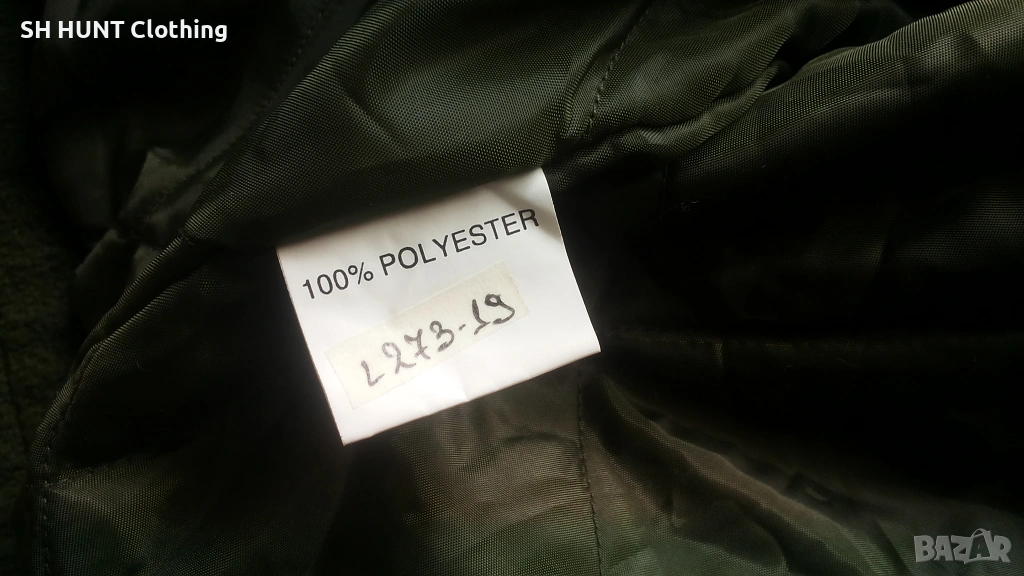 SH HUNT Clothing
100% POLYESTER
L273-19
BAZAR